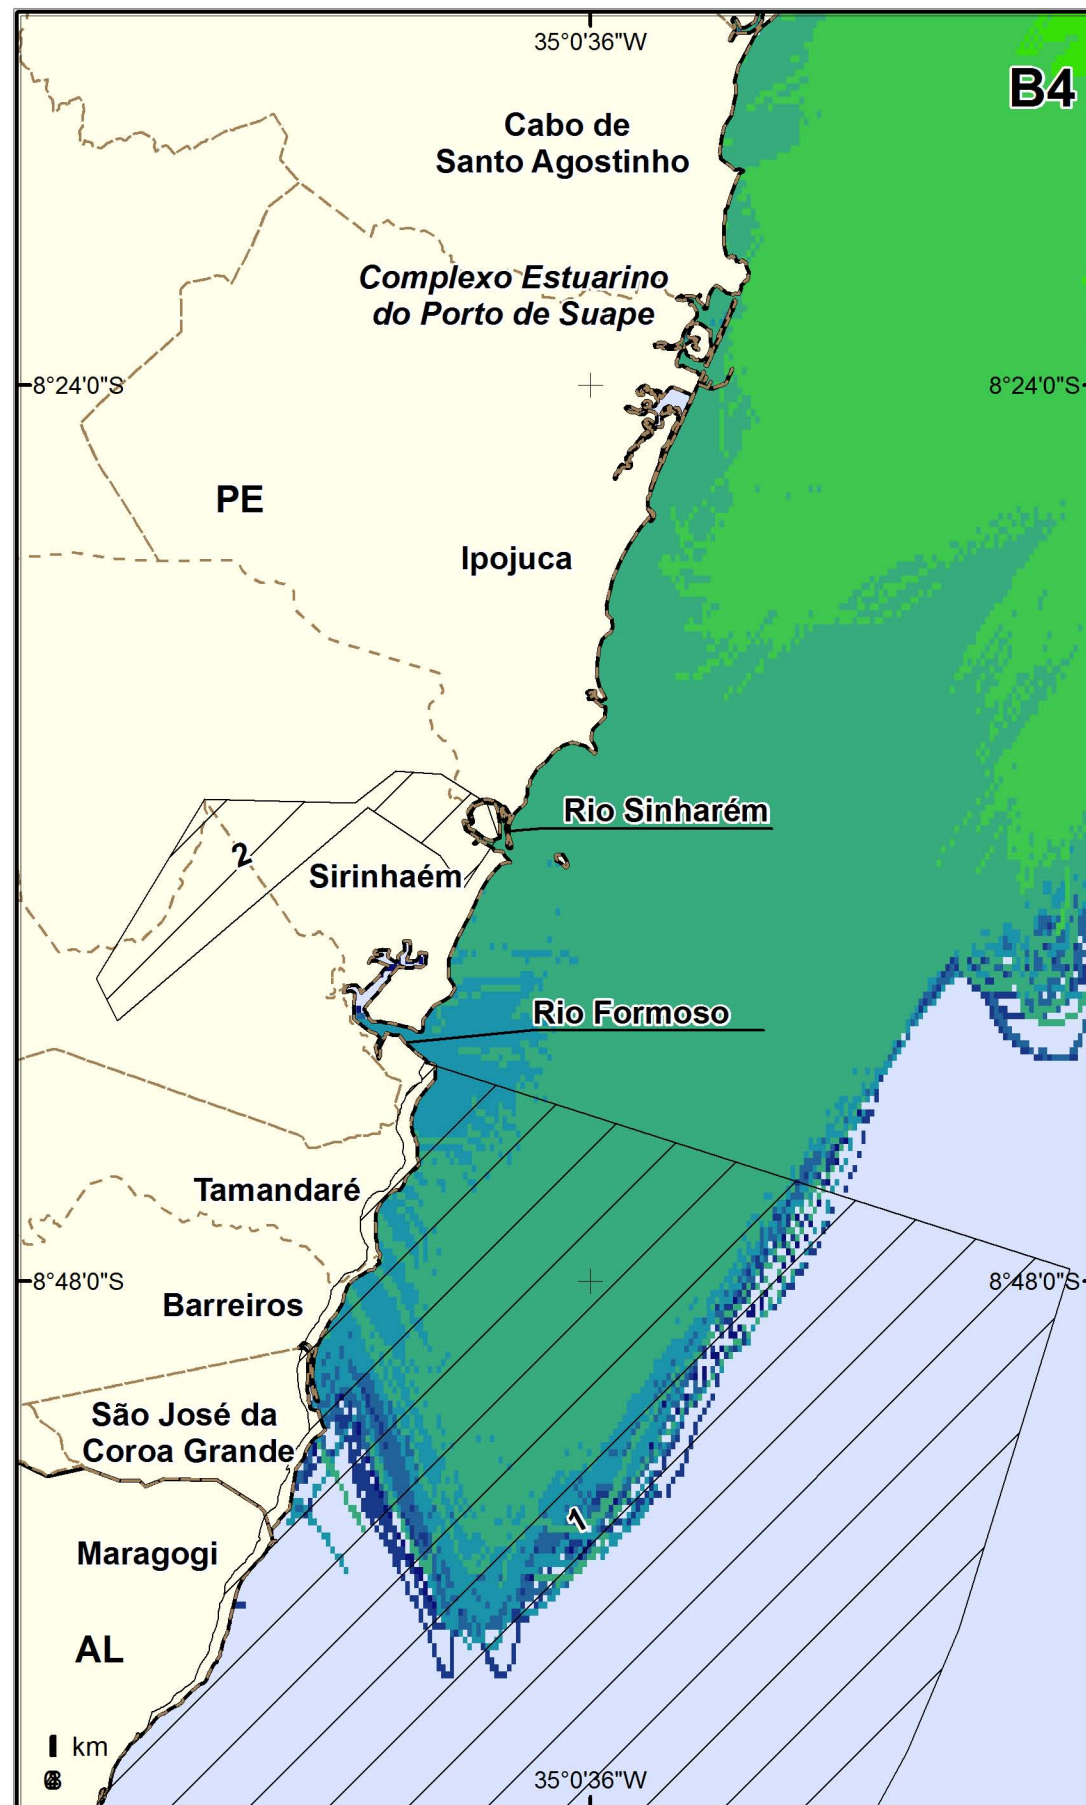 35°0'36"W
B4
Cabo de
Santo Agostinho
Complexo Estuarino
do Porto de Suape
8°24'0"S
8°24'0"S
PE
Ipojuca
Rio Sinharém
2
Sirinhaém
Rio Formoso
Tamandaré
8°48'0"S
8°48'0"S
Barreiros
São José da
Coroa Grande
1
Maragogi
AL
km
35°0'36"W